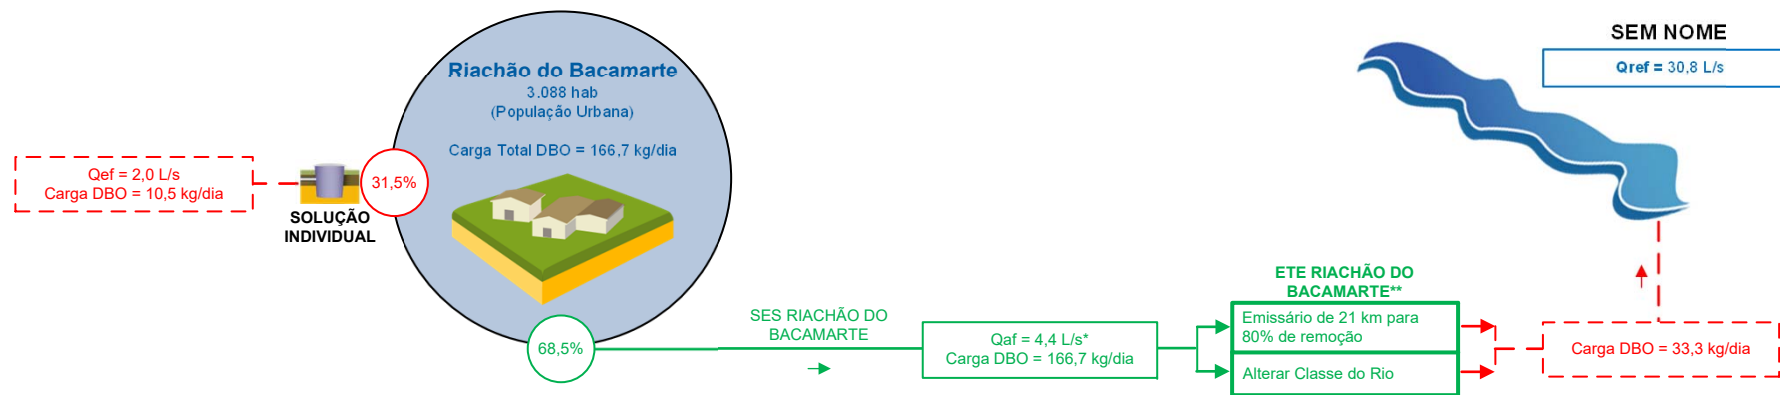 Riachão do Bacamarte
3.088 hab
(População Urbana)
Carga Total DBO = 166,7 kg/dia
Qef = 2,0 L/s
Carga DBO = 10,5 kg/dia
SOLUÇÃO
INDIVIDUAL
31,5%
68,5%
SES RIACHÃO DO
BACAMARTE
Qaf = 4,4 L/s*
Carga DBO = 166,7 kg/dia
ETE RIACHÃO DO
BACAMARTE**
Emissário de 21 km para
80% de remoção
Alterar Classe do Rio
Carga DBO = 33,3 kg/dia
SEM NOME
Qref = 30,8 L/s